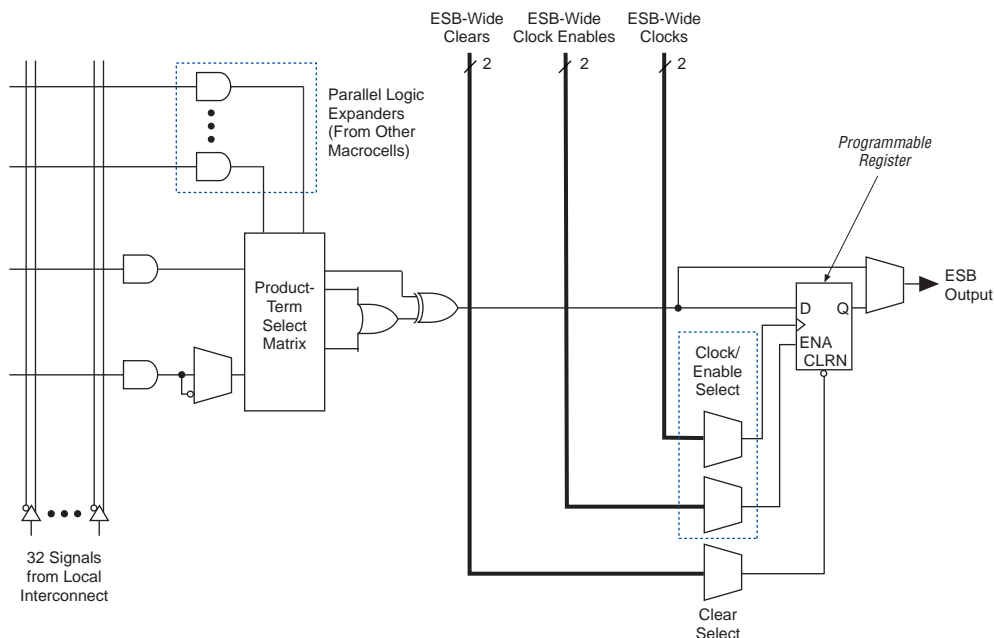 ESB-Wide
Clears
ESB-Wide
Clock Enables
ESB-Wide
Clocks
2
2
2
Parallel Logic
Expanders
(From Other
Macrocells)
Programmable
Register
Product-
Term
Select
Matrix
D
Q
ENA
CLRN
ESB
Output
Clock/
Enable
Select
32 Signals
from Local
Interconnect
Clear
Select